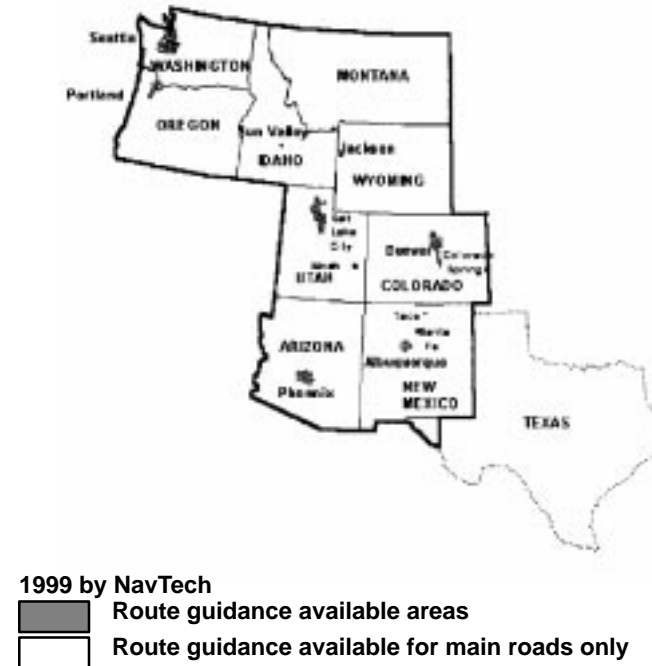 Seattle
WASHINGTON
MONTANA
Portland
OREGON
Sun Valley
Jackson
IDAHO
WYOMING
Salt
Lake
City
Denver
Colorado
Springs
UTAH
COLORADO
Santa
Fe
ARIZONA
Albuquerque
Phoenix
NEW
MEXICO
TEXAS
1999 by NavTech
Route guidance available areas
Route guidance available for main roads only